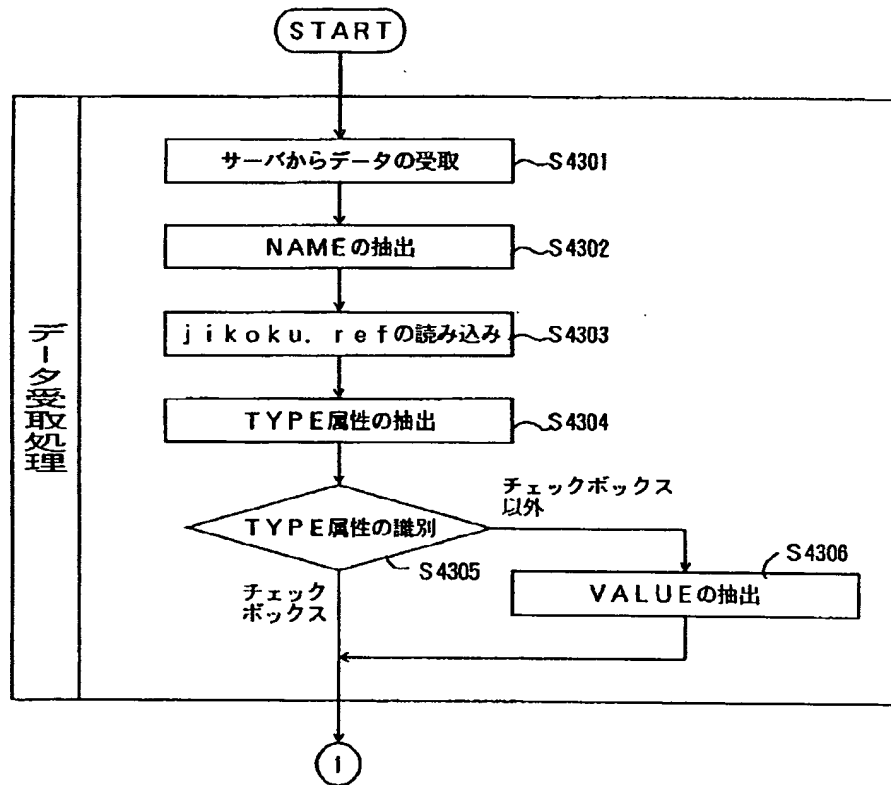 START
サーバからデータの受取
S4301
NAMEの抽出
S4302
jikoku.refの読み込み
S4303
TYPE属性の抽出
S4304
TYPE属性の識別
S4305
チェックボックス
以外
チェック
ボックス
VALUEの抽出
S4306
データ受取処理
1